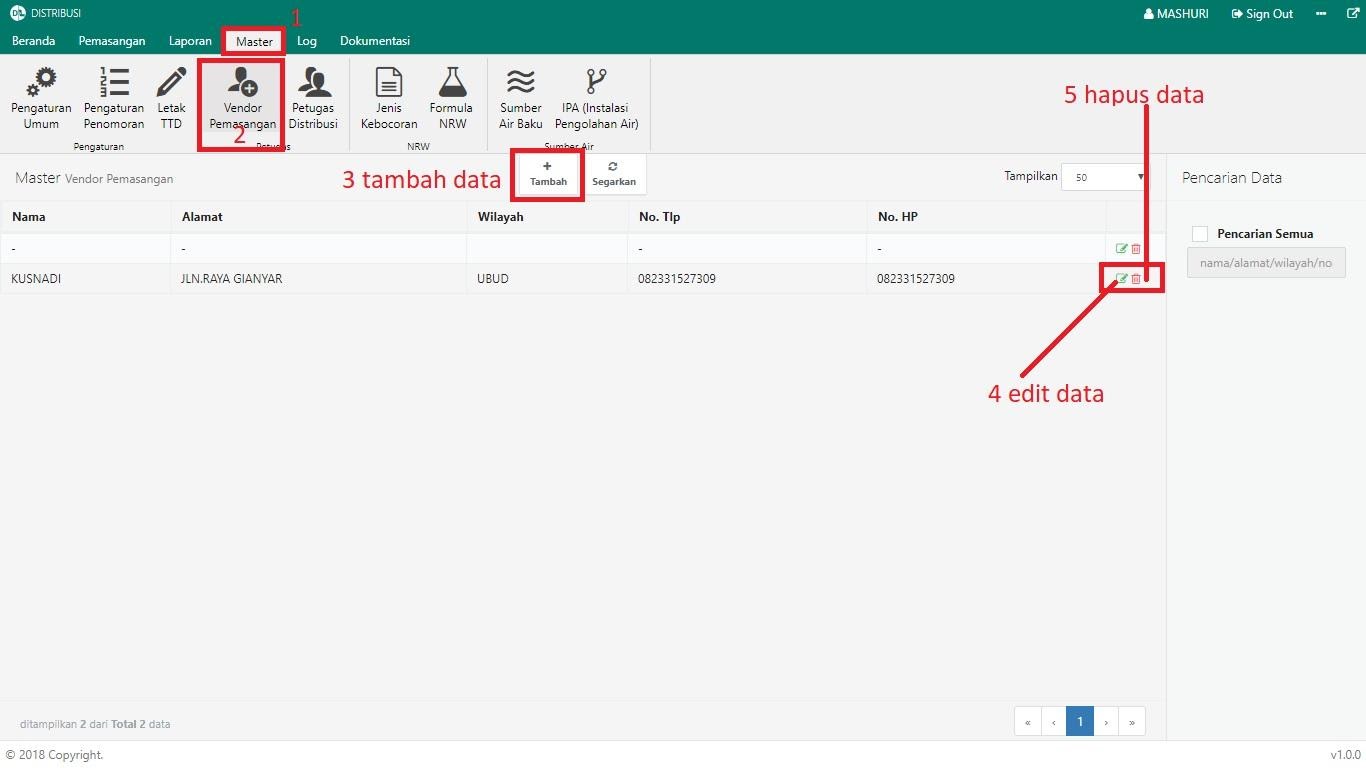 DISTRIBUSI
MASHURI Sign Out
1
Beranda Pemasangan Laporan Master Log Dokumentasi
Pengaturan Umum
Pengaturan Penomoran
Letak TTD
Vendor Pemasangan
Petugas Distribusi
Jenis Kebocoran
Formula NRW
Sumber Air Baku
IPA (Instalasi Pengolahan Air)
2
Pengaturan Petugas NRW Sumber Air
5 hapus data
Master Vendor Pemasangan
3 tambah data
Tambah
Segarkan
Tampilkan 50
Pencarian Data
Nama Alamat Wilayah No. Tlp No. HP
- - - -
KUSNADI JLN.RAYA GIANYAR UBUD 082331527309 082331527309
Pencarian Semua
nama/alamat/wilayah/no
4 edit data
ditampilkan 2 dari Total 2 data
« ‹ 1 › »
© 2018 Copyright.
v1.0.0